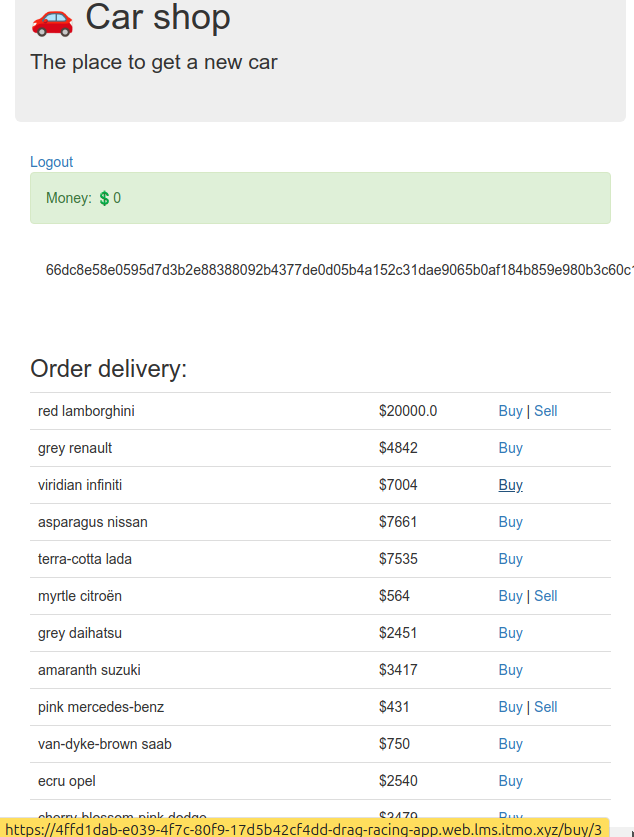 Car shop
The place to get a new car
Logout
Money: 💲0
66dc8e58e0595d7d3b2e88388092b4377de0d05b4a152c31dae9065b0af184b859e980b3c60c
Order delivery:
red lamborghini $20000.0 Buy | Sell
grey renault $4842 Buy
viridian infiniti $7004 Buy
asparagus nissan $7661 Buy
terra-cotta lada $7535 Buy
myrtle citroën $564 Buy | Sell
grey daihatsu $2451 Buy
amaranth suzuki $3417 Buy
pink mercedes-benz $431 Buy | Sell
van-dyke-brown saab $750 Buy
ecru opel $2540 Buy
cherry-blossom-pink dodge $3479 Buy
https://4ffd1dab-e039-4f7c-80f9-17d5b42cf4dd-drag-racing-app.web.lms.itmo.xyz/buy/3